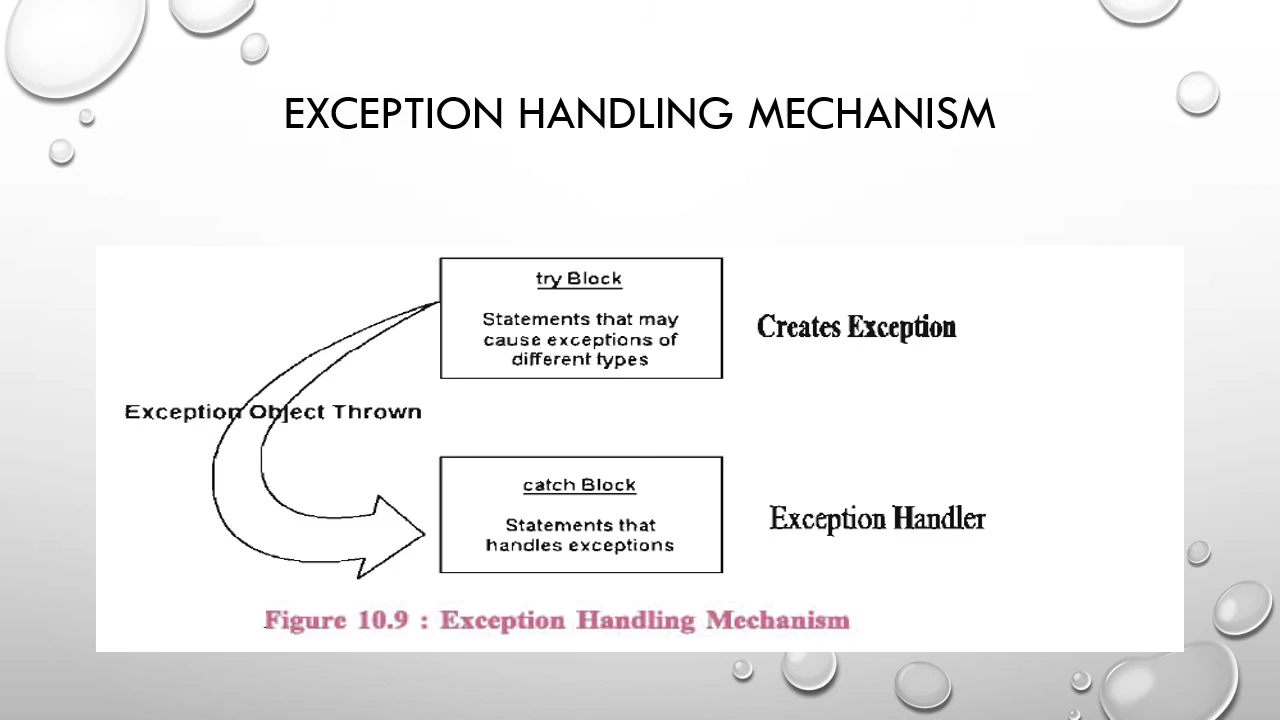 EXCEPTION HANDLING MECHANISM
try Block
Statements that may
cause exceptions of
different types
Creates Exception
Exception Object Thrown
catch Block
Statements that
handles exceptions
Exception Handler
Figure 10.9 : Exception Handling Mechanism